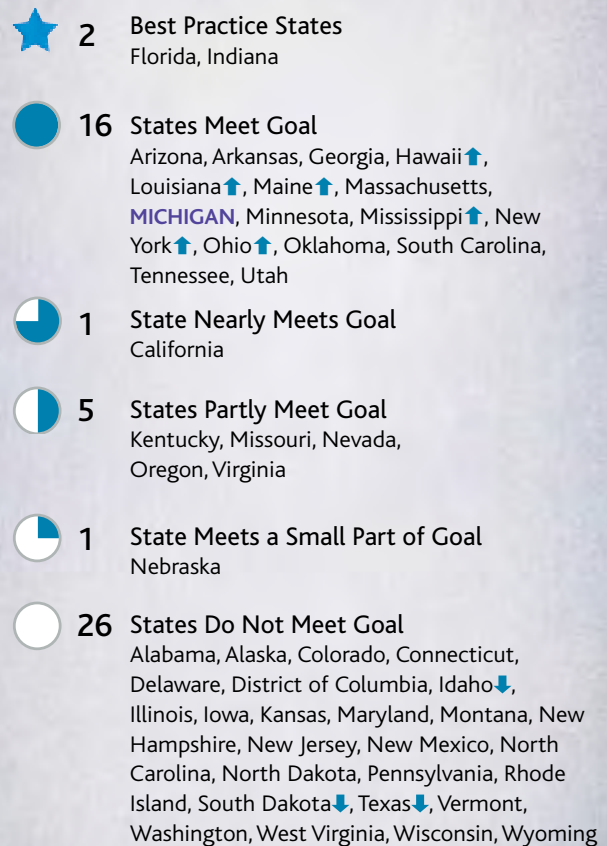 2 Best Practice States
Florida, Indiana
16 States Meet Goal
Arizona, Arkansas, Georgia, Hawaii⬆,
Louisiana⬆, Maine⬆, Massachusetts,
MICHIGAN, Minnesota, Mississippi⬆, New
York⬆, Ohio⬆, Oklahoma, South Carolina,
Tennessee, Utah
1 State Nearly Meets Goal
California
5 States Partly Meet Goal
Kentucky, Missouri, Nevada,
Oregon, Virginia
1 State Meets a Small Part of Goal
Nebraska
26 States Do Not Meet Goal
Alabama, Alaska, Colorado, Connecticut,
Delaware, District of Columbia, Idaho⬇,
Illinois, Iowa, Kansas, Maryland, Montana, New
Hampshire, New Jersey, New Mexico, North
Carolina, North Dakota, Pennsylvania, Rhode
Island, South Dakota⬇, Texas⬇, Vermont,
Washington, West Virginia, Wisconsin, Wyoming